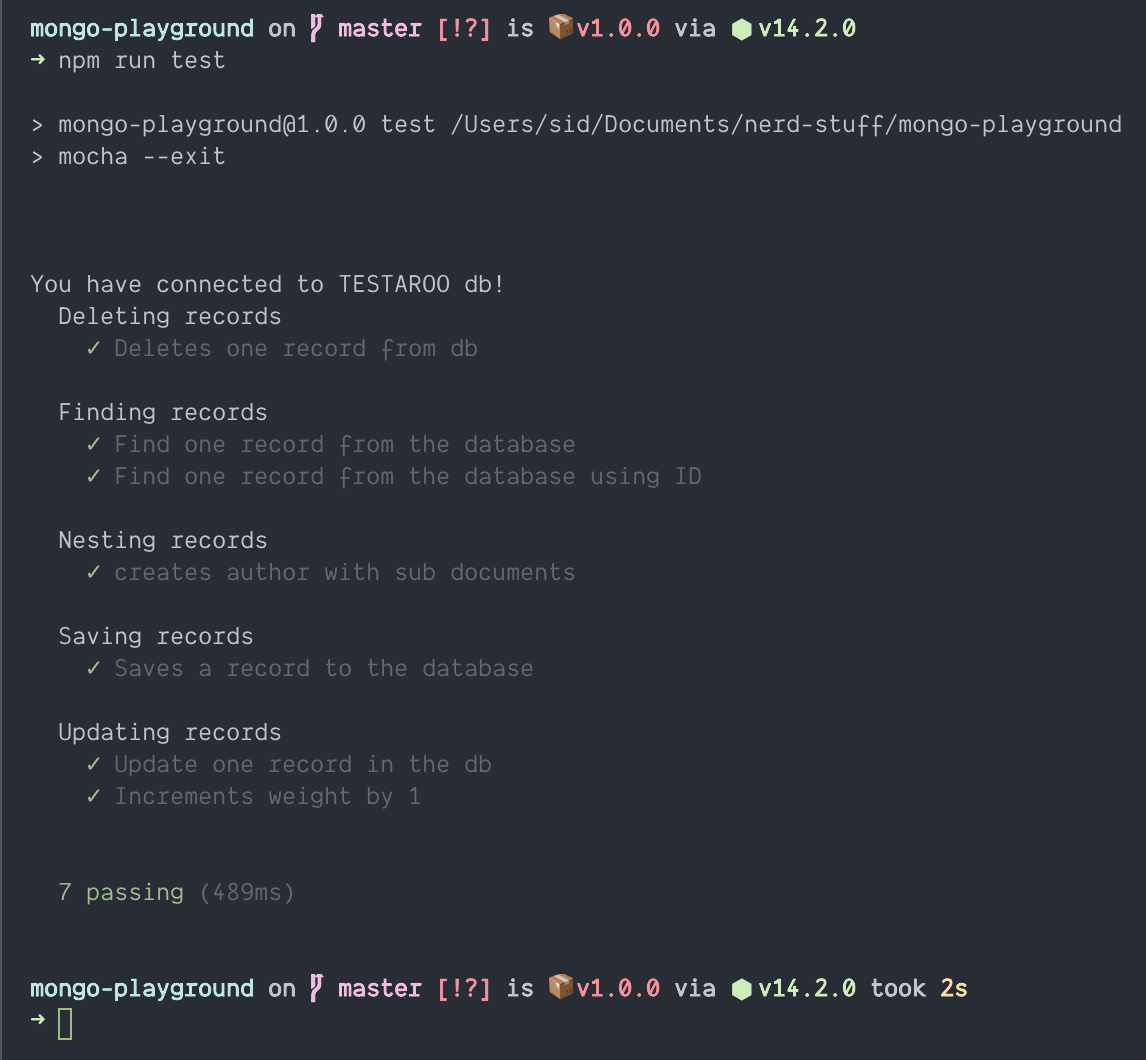 mongo-playground on master [!?] is 📦v1.0.0 via ⬢ v14.2.0
➜ npm run test
> mongo-playground@1.0.0 test /Users/sid/Documents/nerd-stuff/mongo-playground
> mocha --exit
You have connected to TESTAROO db!
Deleting records
✓ Deletes one record from db
Finding records
✓ Find one record from the database
✓ Find one record from the database using ID
Nesting records
✓ creates author with sub documents
Saving records
✓ Saves a record to the database
Updating records
✓ Update one record in the db
✓ Increments weight by 1
7 passing (489ms)
mongo-playground on master [!?] is 📦v1.0.0 via ⬢ v14.2.0 took 2s
➜